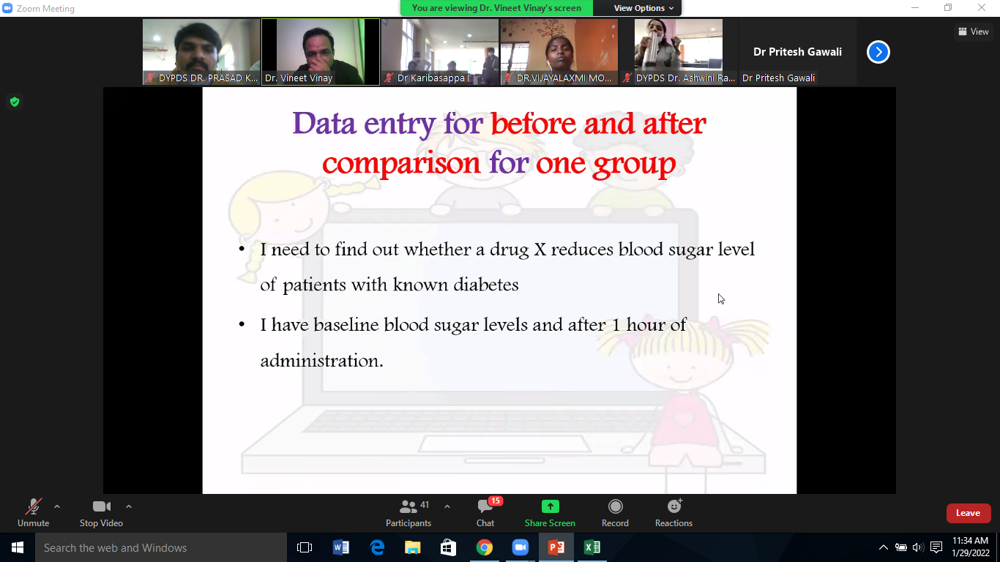 Zoom Meeting
You are viewing Dr. Vineet Vinay's screen
View Options
View
DYPDS DR. PRASAD K...
Dr. Vineet Vinay
Dr Karibasappa
DR.VIJAYALAXMI MO...
DYPDS Dr. Ashwini Ra...
Dr Pritesh Gawali
Dr Pritesh Gawali
Data entry for before and after
comparison for one group
• I need to find out whether a drug X reduces blood sugar level
of patients with known diabetes
• I have baseline blood sugar levels and after 1 hour of
administration.
Unmute
Stop Video
41
Participants
15
Chat
Share Screen
Record
Reactions
Leave
Search the web and Windows
11:34 AM
1/29/2022